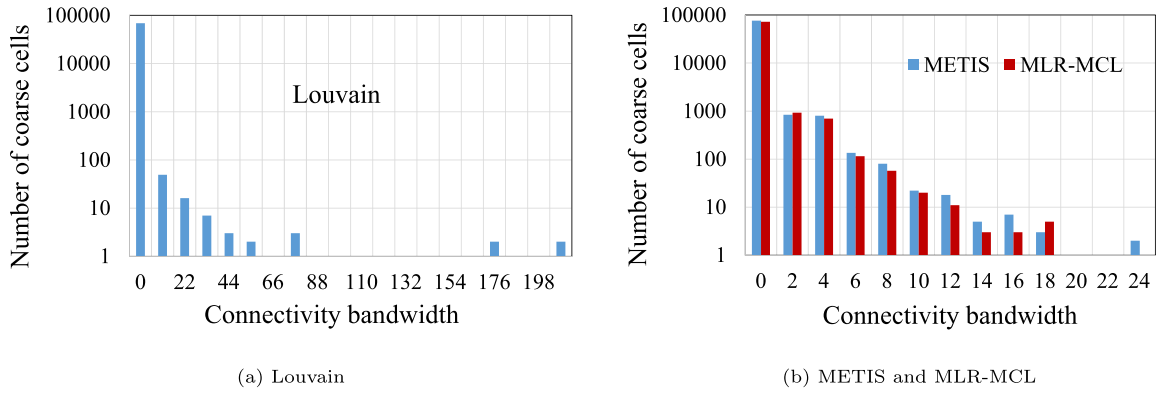 Number of coarse cells
100000
10000
1000
100
10
1
Louvain
0 22 44 66 88 110 132 154 176 198
Connectivity bandwidth
(a) Louvain
Number of coarse cells
100000
10000
1000
100
10
1
METIS MLR-MCL
0 2 4 6 8 10 12 14 16 18 20 22 24
Connectivity bandwidth
(b) METIS and MLR-MCL